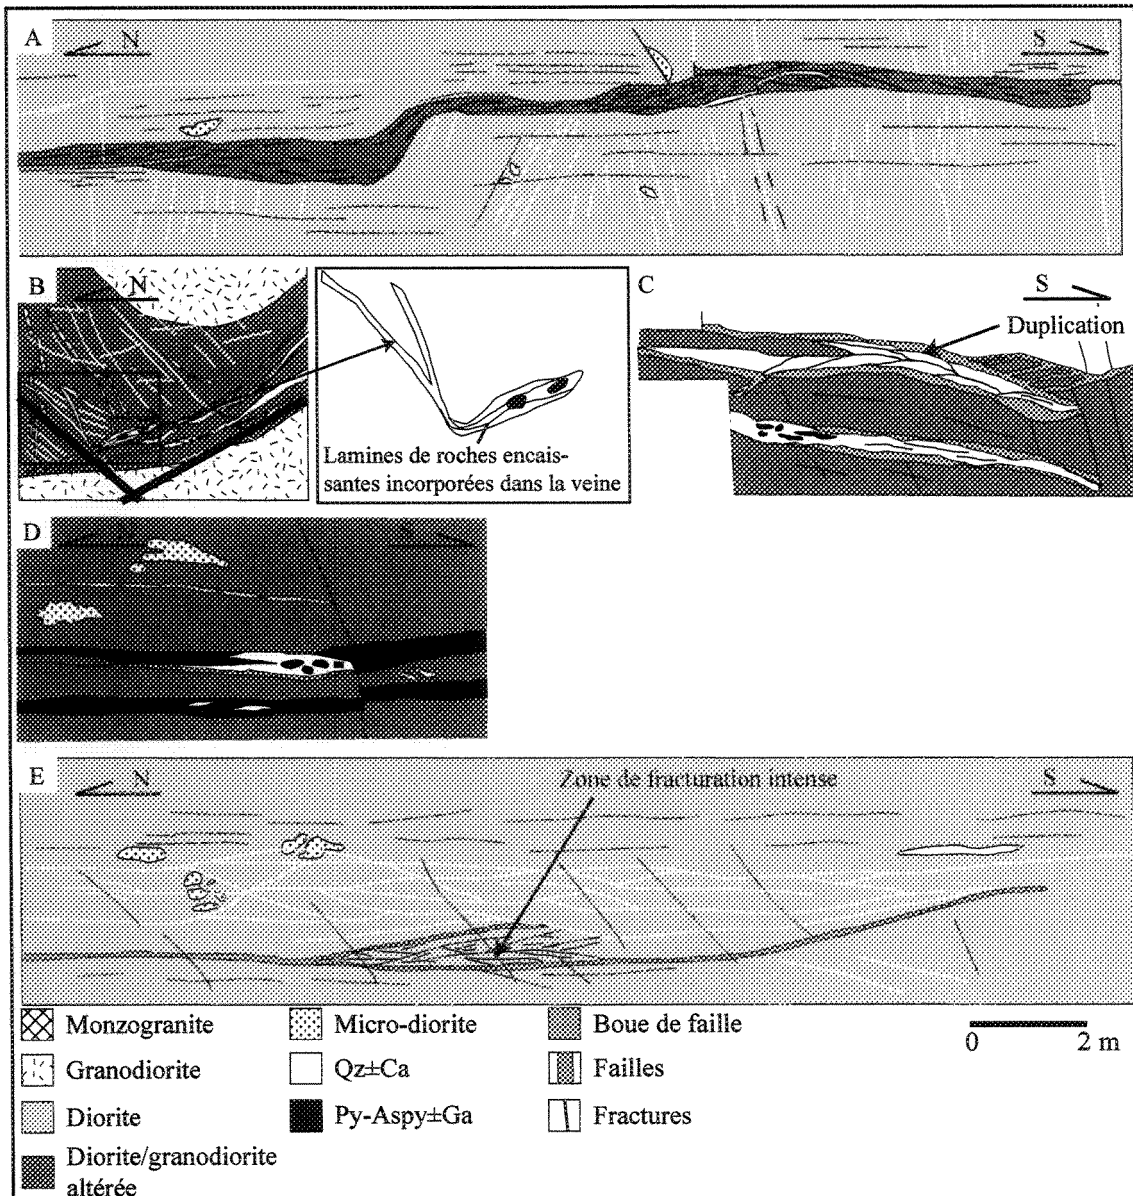 A
N
S
B
N
Lamines de roches encais-
santes incorporées dans la veine
C
S
Duplication
D
E
N
S
Zone de fracturation intense
Monzogranite
Granodiorite
Diorite
Diorite/granodiorite
altérée
Micro-diorite
Qz±Ca
Py-Aspy±Ga
Boue de faille
Failles
Fractures
0 2 m